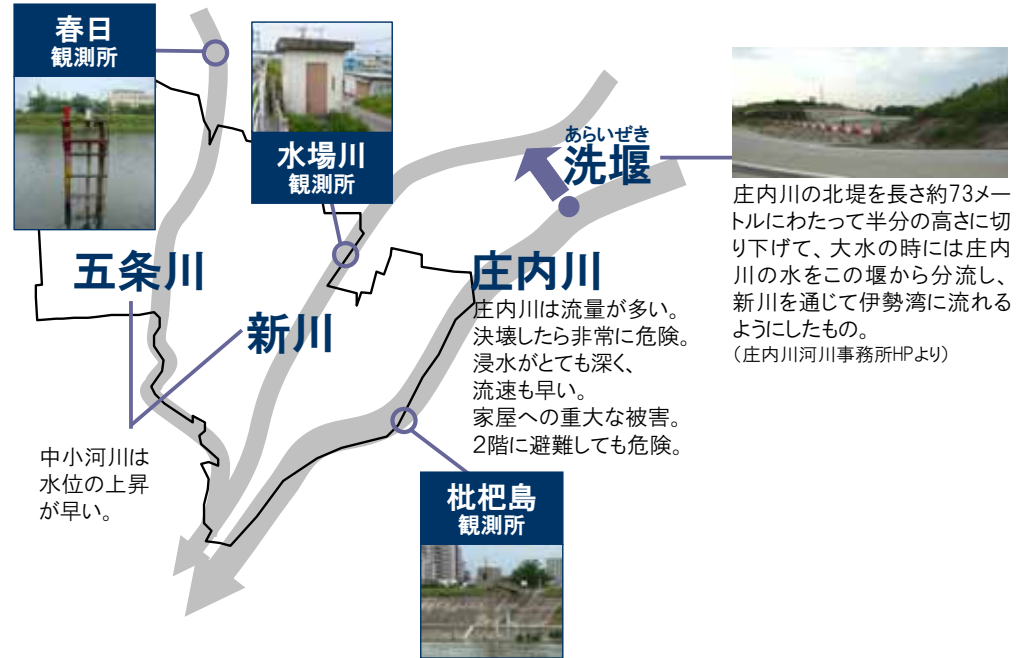 春日
観測所
水場川
観測所
あらいぜき
洗堰
庄内川の北堤を長さ約73メー
トルにわたって半分の高さに切
り下げて、大水の時には庄内
川の水をこの堰から分流し、
新川を通じて伊勢湾に流れる
ようにしたもの。
（庄内川河川事務所HPより）
五条川
新川
中小河川は
水位の上昇
が早い。
庄内川
庄内川は流量が多い。
決壊したら非常に危険。
浸水がとても深く、
流速も早い。
家屋への重大な被害。
2階に避難しても危険。
枇杷島
観測所